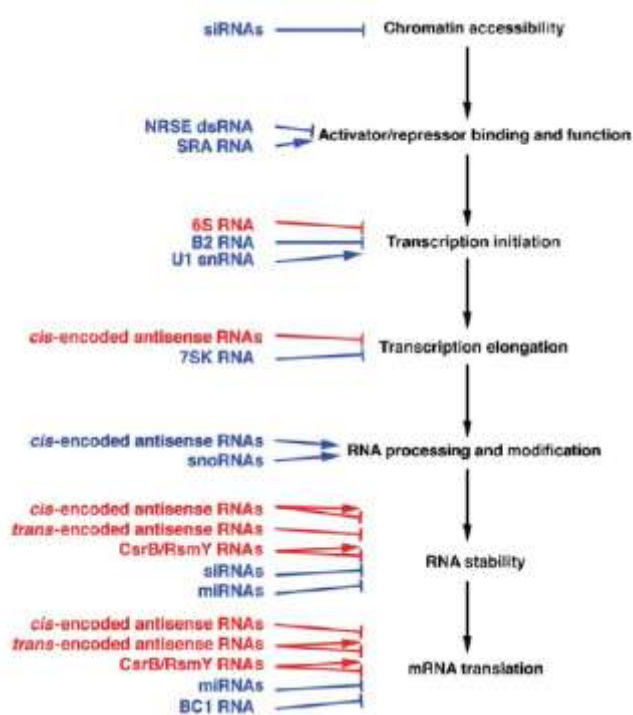 siRNAs
Chromatin accessibility
NRSE dsRNA
SRA RNA
Activator/repressor binding and function
6S RNA
B2 RNA
U1 snRNA
Transcription initiation
cis-encoded antisense RNAs
7SK RNA
Transcription elongation
cis-encoded antisense RNAs
snoRNAs
RNA processing and modification
cis-encoded antisense RNAs
trans-encoded antisense RNAs
CsrB/RsmY RNAs
siRNAs
miRNAs
RNA stability
cis-encoded antisense RNAs
trans-encoded antisense RNAs
CsrB/RsmY RNAs
miRNAs
BC1 RNA
mRNA translation